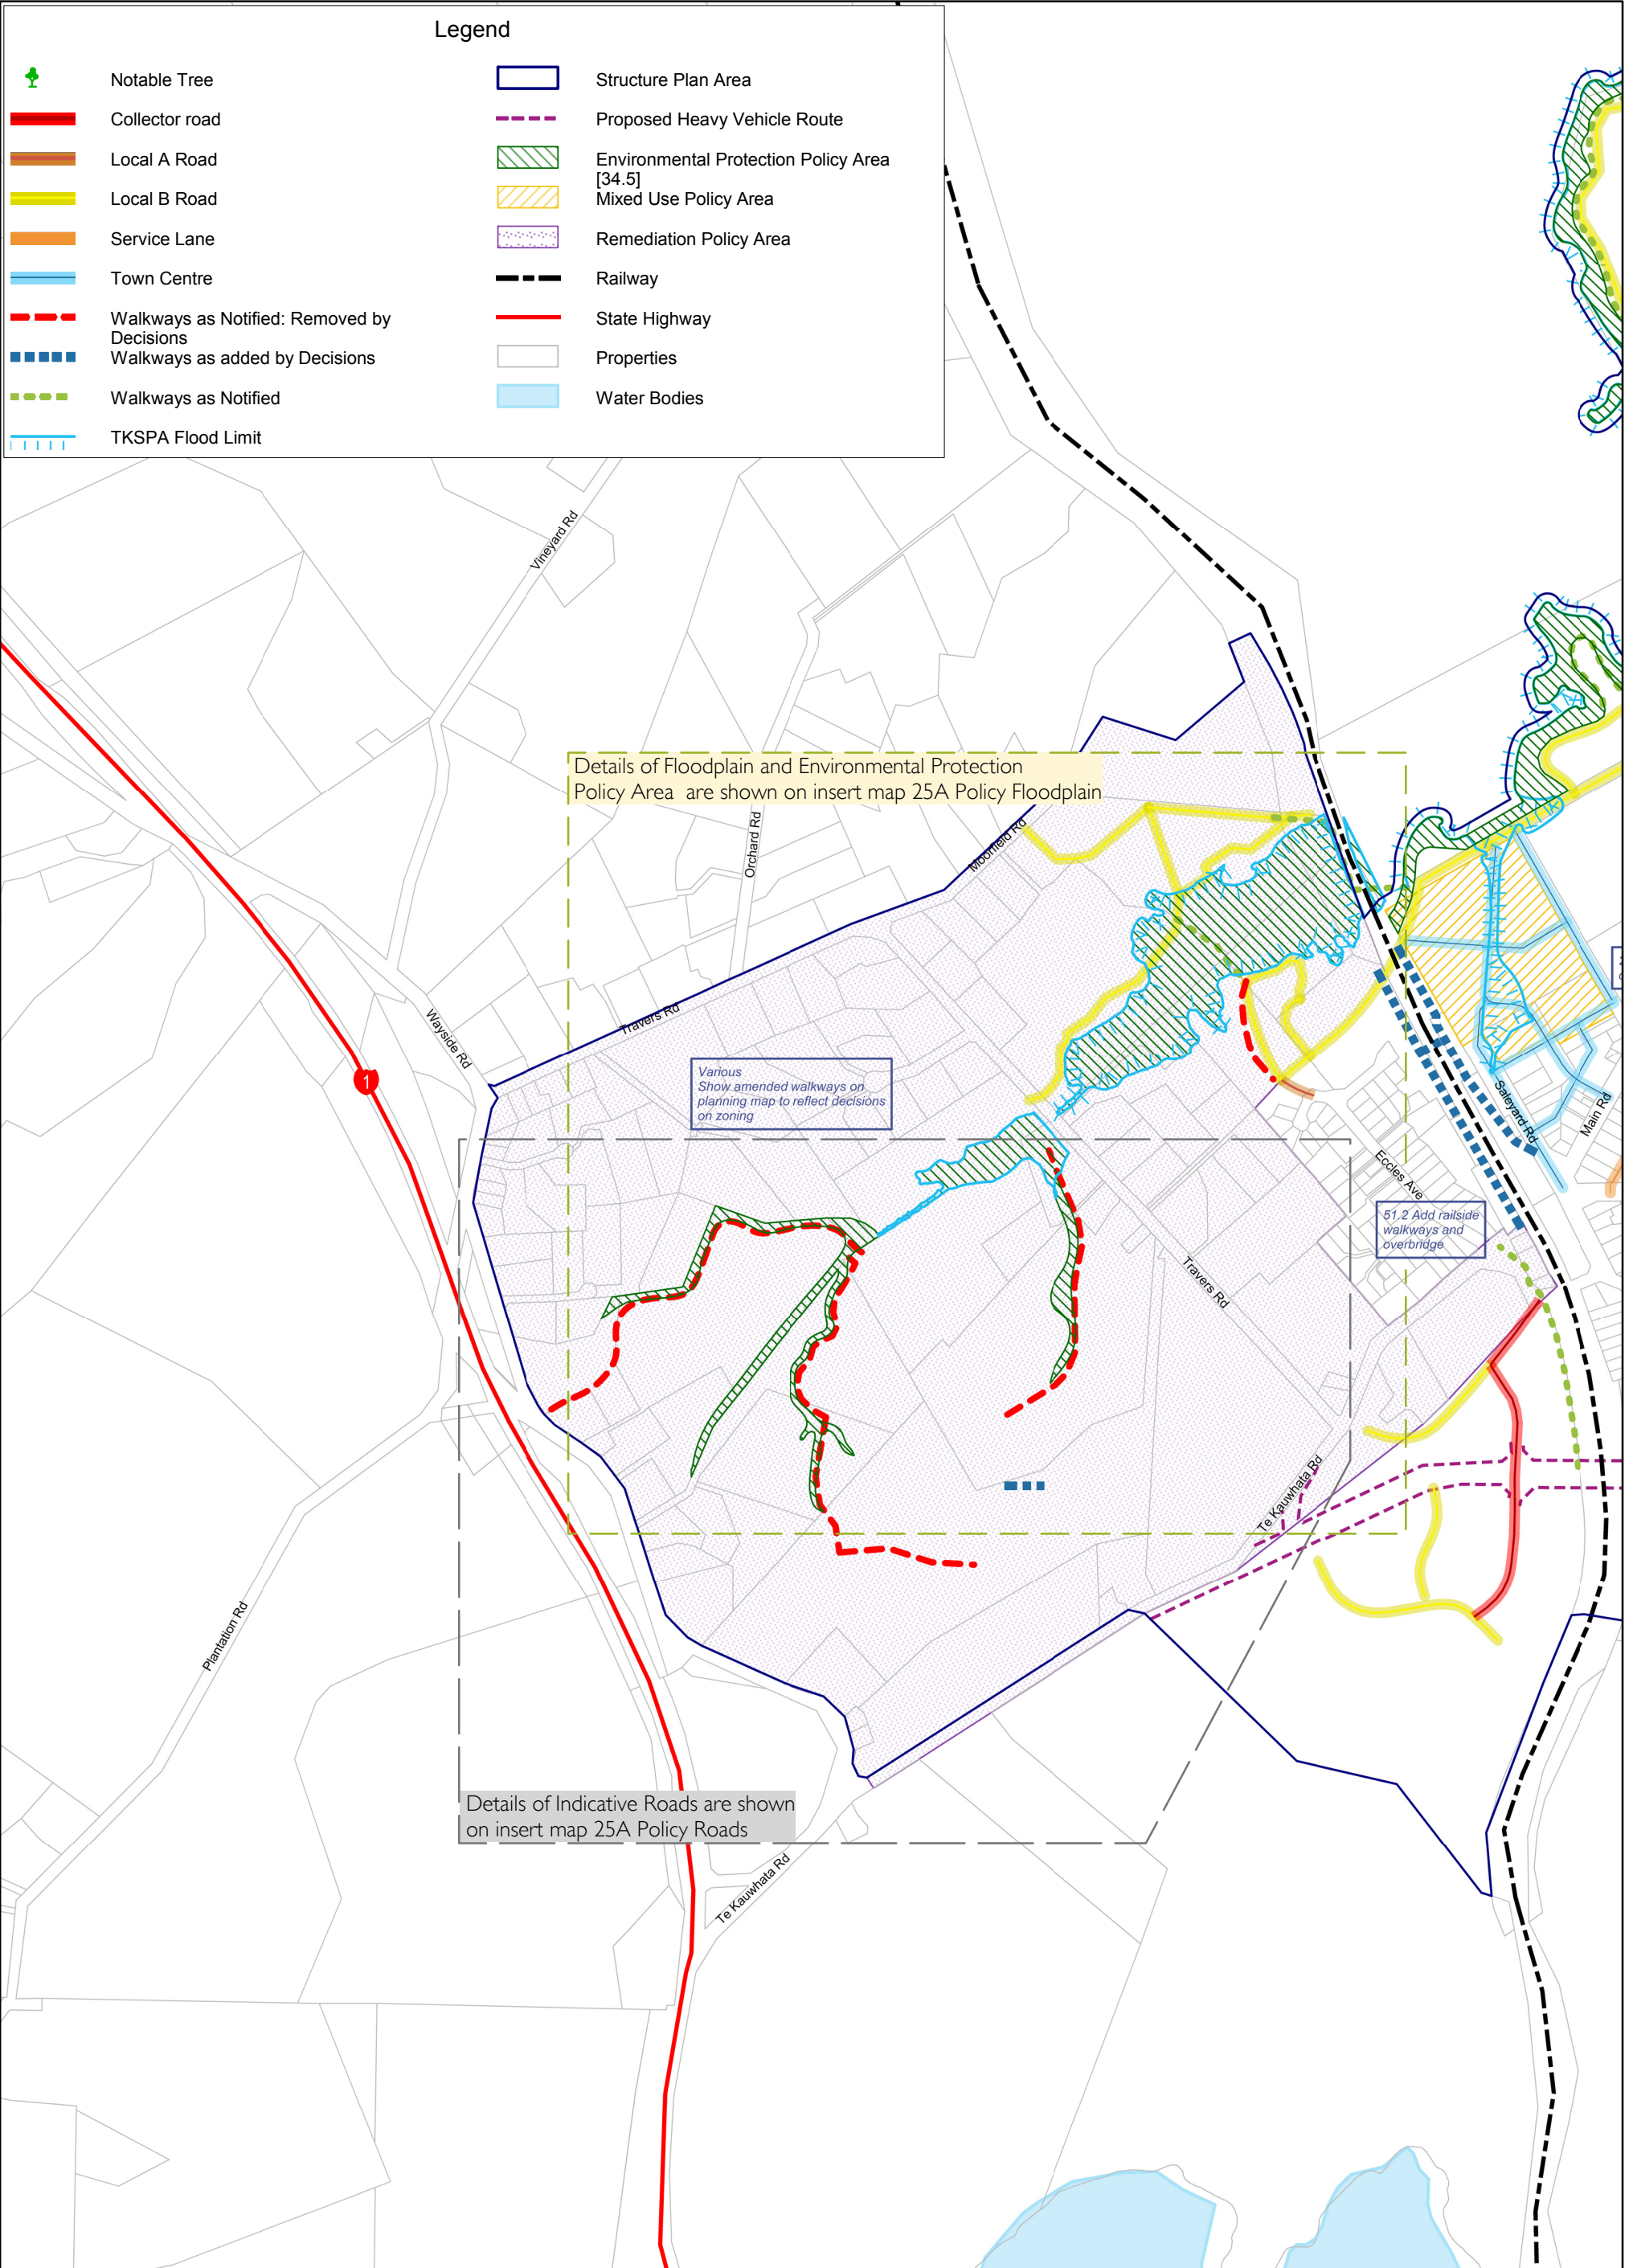 Legend
Notable Tree
Collector road
Local A Road
Local B Road
Service Lane
Town Centre
Walkways as Notified: Removed by
Decisions
Walkways as added by Decisions
Walkways as Notified
TKSPA Flood Limit
Structure Plan Area
Proposed Heavy Vehicle Route
Environmental Protection Policy Area
[34.5]
Mixed Use Policy Area
Remediation Policy Area
Railway
State Highway
Properties
Water Bodies
Vineyard Rd
Details of Floodplain and Environmental Protection
Policy Area are shown on insert map 25A Policy Floodplain
Orchard Rd
Moorfield Rd
Travers Rd
Wayside Rd
1
Various
Show amended walkways on
planning map to reflect decisions
on zoning
Saleyard Rd
Main Rd
Eccles Ave
51.2 Add railside
walkways and
overbridge
Travers Rd
Te Kauwhata Rd
Plantation Rd
Details of Indicative Roads are shown
on insert map 25A Policy Roads
Te Kauwhata Rd